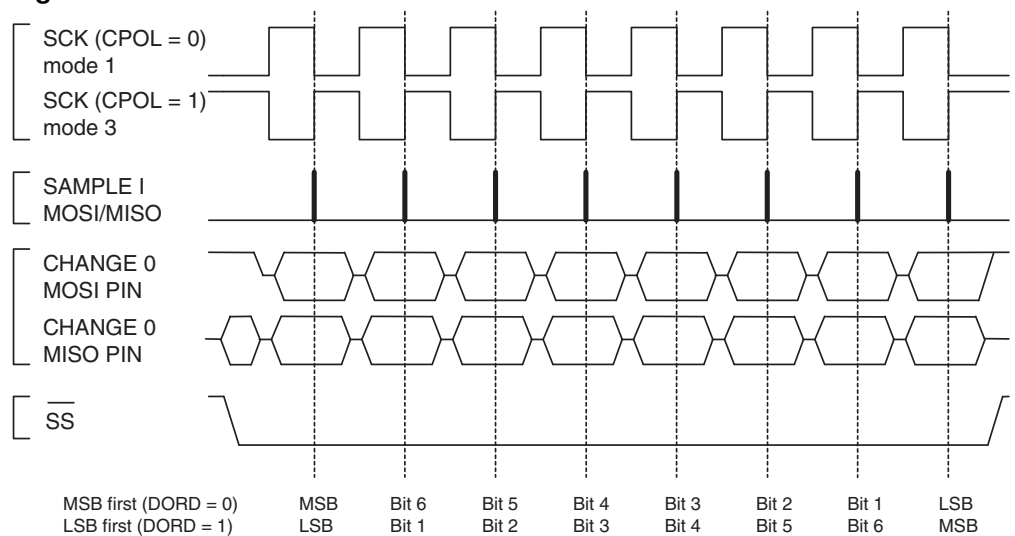 SCK (CPOL = 0)
mode 1
SCK (CPOL = 1)
mode 3
SAMPLE I
MOSI/MISO
CHANGE 0
MOSI PIN
CHANGE 0
MISO PIN
SS
MSB first (DORD = 0) MSB Bit 6 Bit 5 Bit 4 Bit 3 Bit 2 Bit 1 LSB
LSB first (DORD = 1) LSB Bit 1 Bit 2 Bit 3 Bit 4 Bit 5 Bit 6 MSB